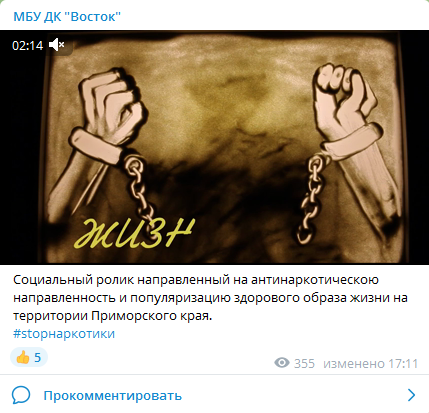 МБУ ДК "Восток"
02:14
ЖИЗН
Социальный ролик направленный на антинаркотическою
направленность и популяризацию здорового образа жизни на
территории Приморского края.
#stopнаркотики
5
355 изменено 17:11
Прокомментировать